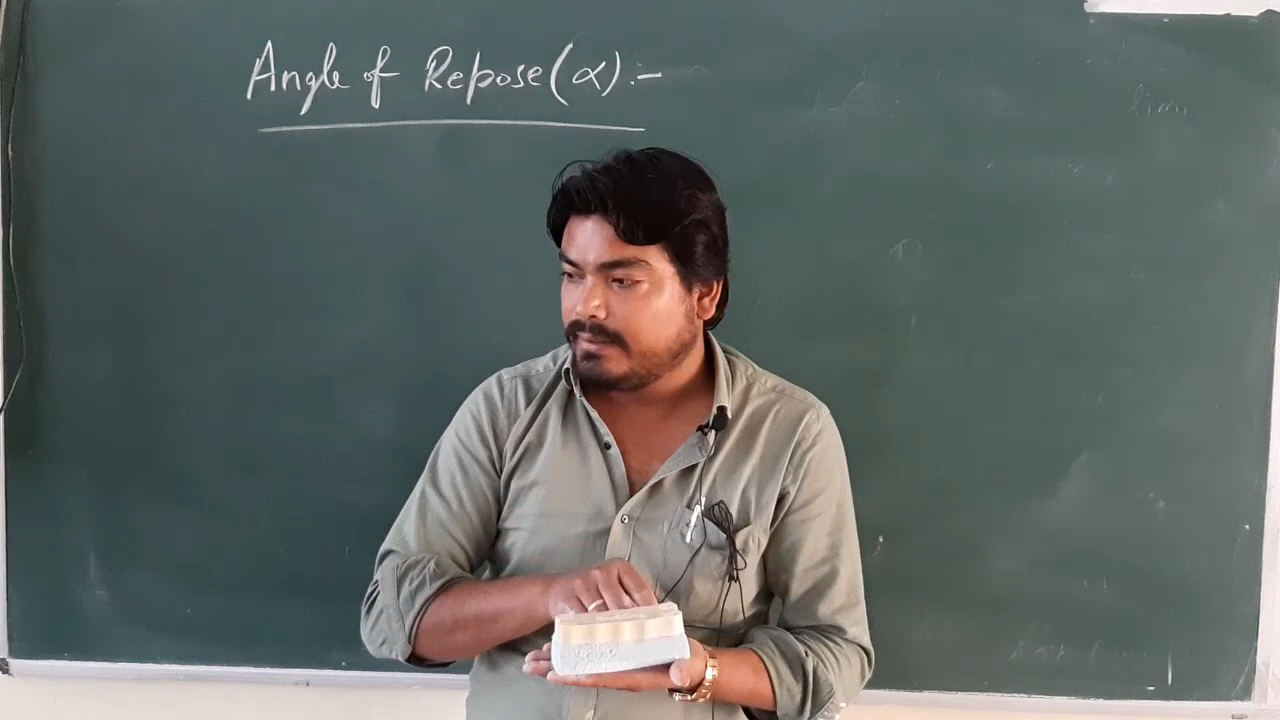 Angle of Repose (α):-